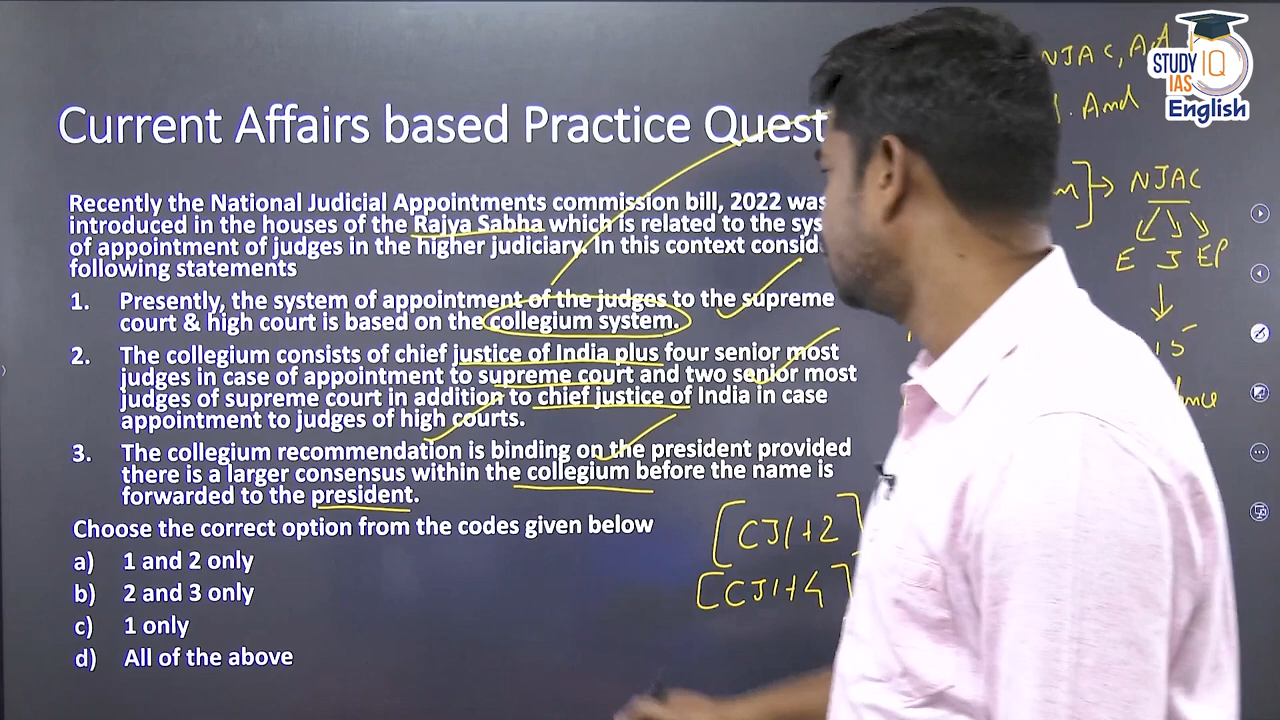 Current Affairs based Practice Quest
Recently the National Judicial Appointments commission bill, 2022 was
introduced in the houses of the Rajya Sabha which is related to the sys
of appointment of judges in the higher judiciary. In this context consid
following statements
1. Presently, the system of appointment of the judges to the supreme
court & high court is based on the collegium system.
2. The collegium consists of chief justice of India plus four senior most
judges in case of appointment to supreme court and two senior most
judges of supreme court in addition to chief justice of India in case
appointment to judges of high courts.
3. The collegium recommendation is binding on the president provided
there is a larger consensus within the collegium before the name is
forwarded to the president.
Choose the correct option from the codes given below
a) 1 and 2 only
b) 2 and 3 only
c) 1 only
d) All of the above
[CJI+2]
[CJI+4]
NJAC, Act
. Amd
] → NJAC
E J EP
15
STUDY IQ
IAS
English